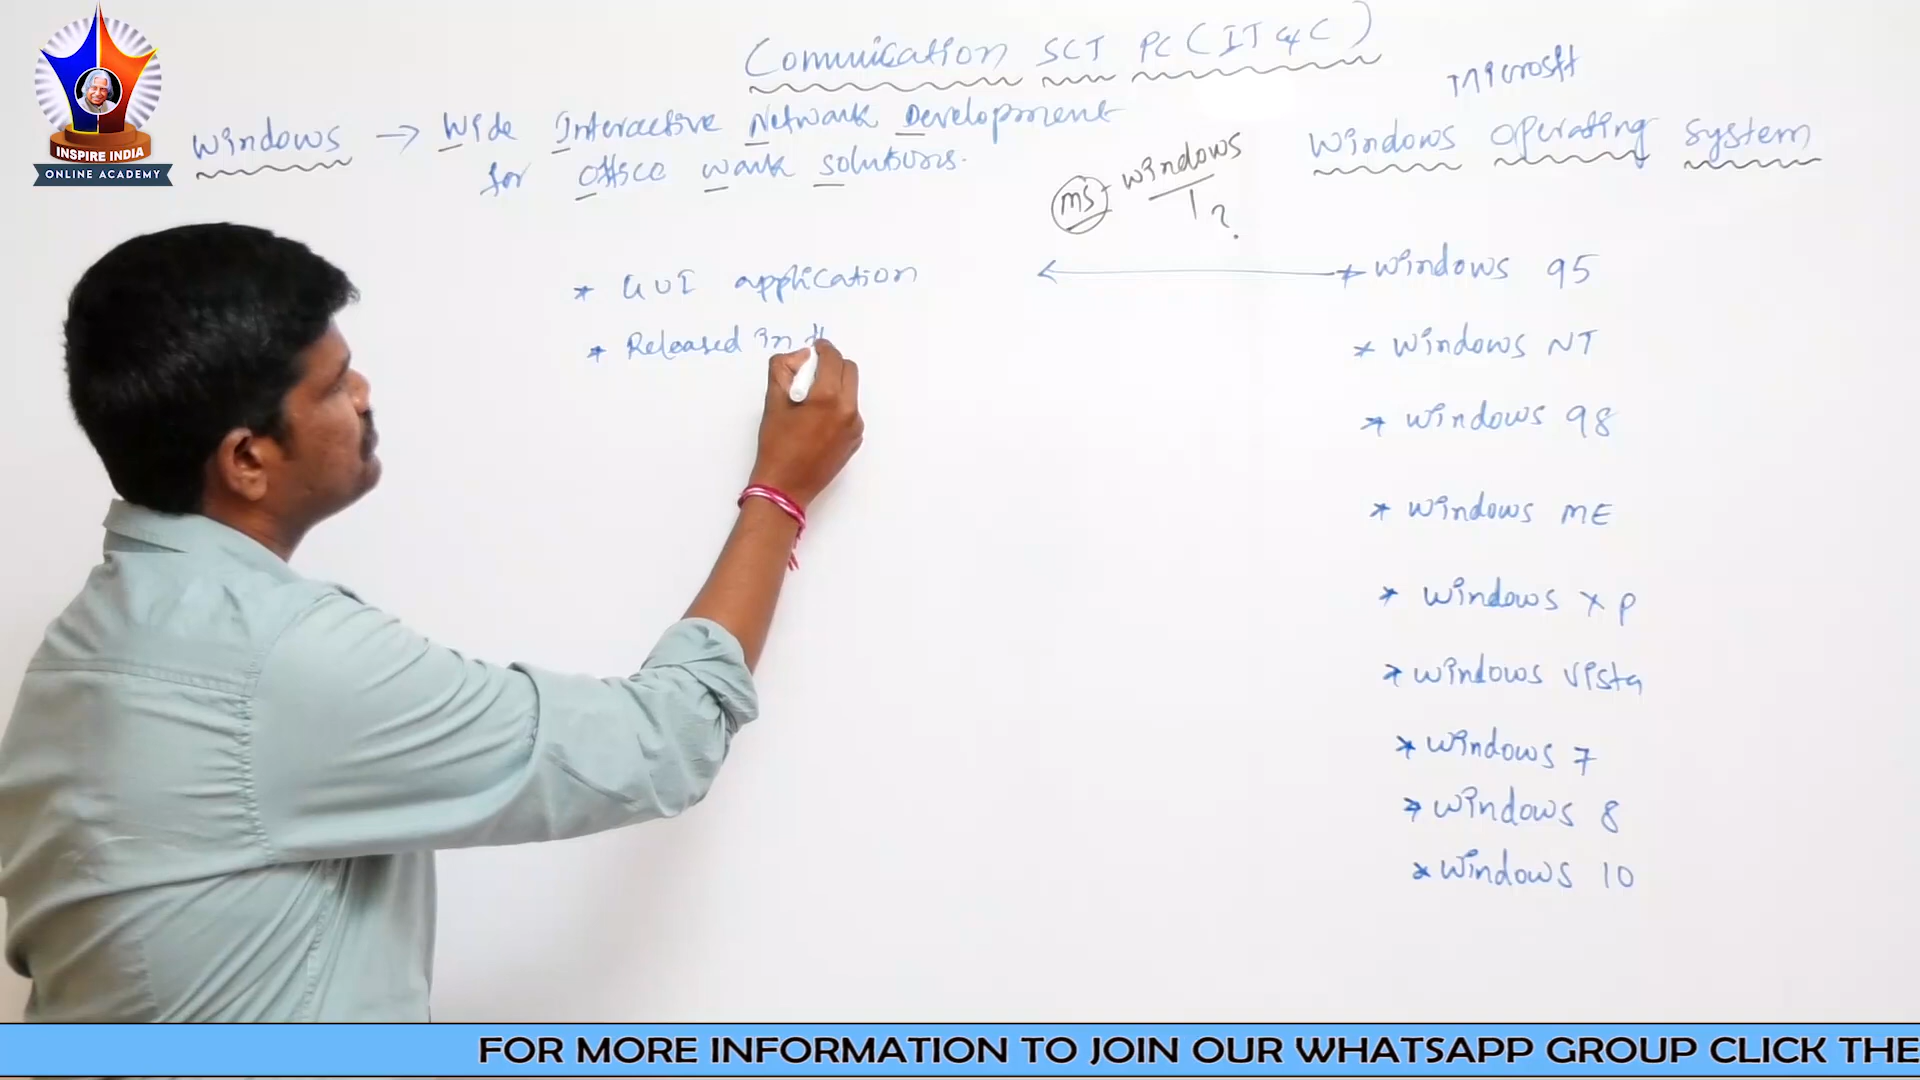 INSPIRE INDIA
ONLINE ACADEMY
Communication SCT PC (IT & C)
windows → Wide Interactive Network Development
for Office work solutions.
MS windows
1 ?
Microsoft
Windows Operating System
* GUI application
* Released in
* windows 95
* windows NT
* windows 98
* windows ME
* windows XP
* windows Vista
* windows 7
* windows 8
* windows 10
FOR MORE INFORMATION TO JOIN OUR WHATSAPP GROUP CLICK THE